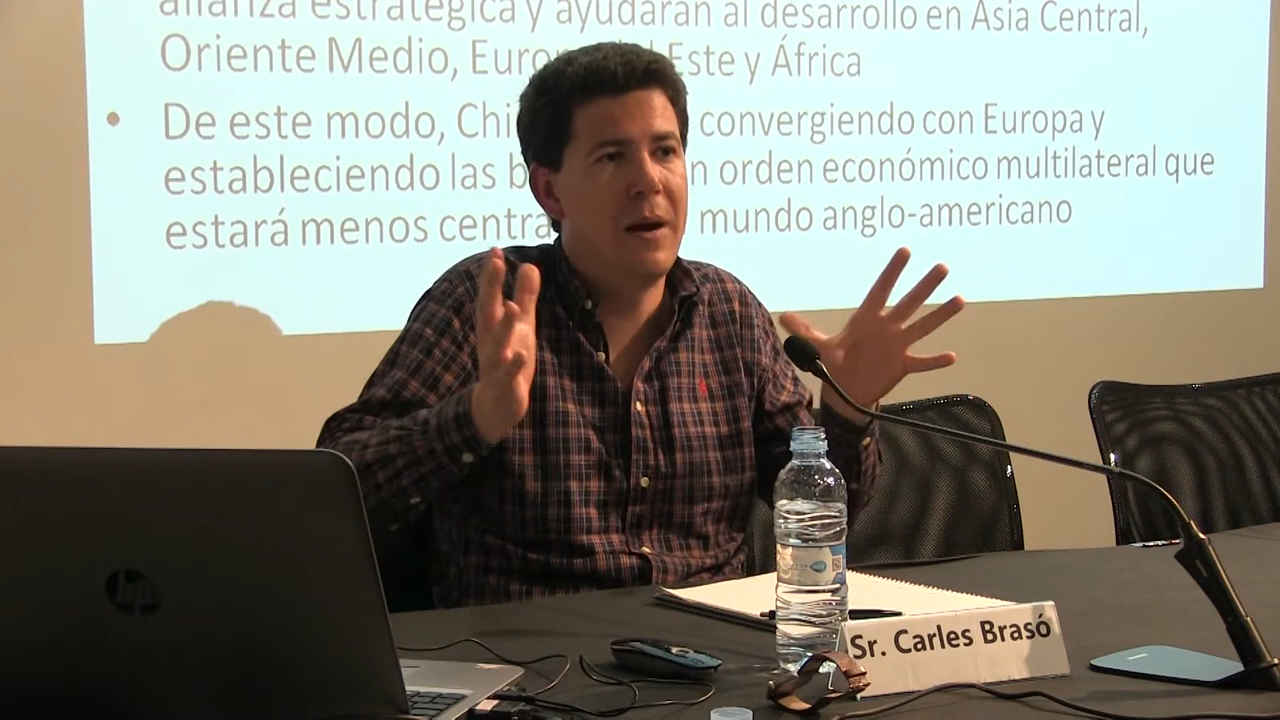 alianza estratégica y ayudarán al desarrollo en Asia Central,
Oriente Medio, Euro Este y África
• De este modo, Chi convergiendo con Europa y
estableciendo las b n orden económico multilateral que
estará menos centra mundo anglo-americano
hp
Sr. Carles Brasó